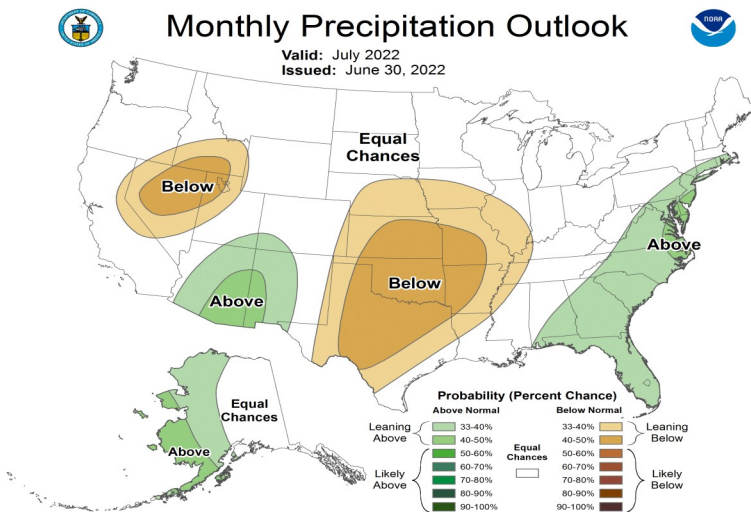 Monthly Precipitation Outlook
NOAA
Valid: July 2022
Issued: June 30, 2022
Equal
Chances
Below
Above
Below
Above
Equal
Chances
Above
Probability (Percent Chance)
Above Normal
Below Normal
Leaning
Above
33-40%
40-50%
Likely
Above
50-60%
60-70%
70-80%
80-90%
90-100%
Equal
Chances
33-40%
40-50%
Leaning
Below
50-60%
60-70%
70-80%
80-90%
90-100%
Likely
Below